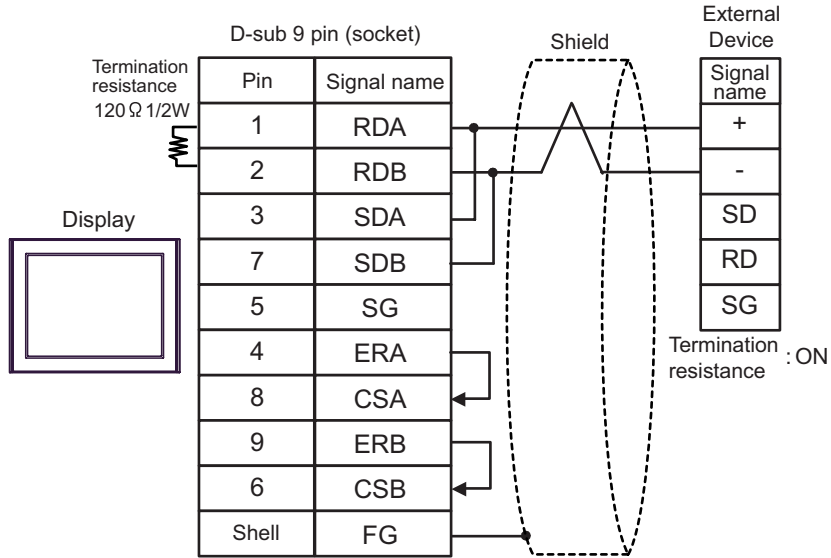 D-sub 9 pin (socket)
Shield
External
Device
Termination
resistance
120Ω1/2W
Pin Signal name
Signal
name
1 RDA
+
2 RDB
-
3 SDA
SD
Display
7 SDB
RD
5 SG
SG
4 ERA
Termination
resistance
: ON
8 CSA
9 ERB
6 CSB
Shell FG